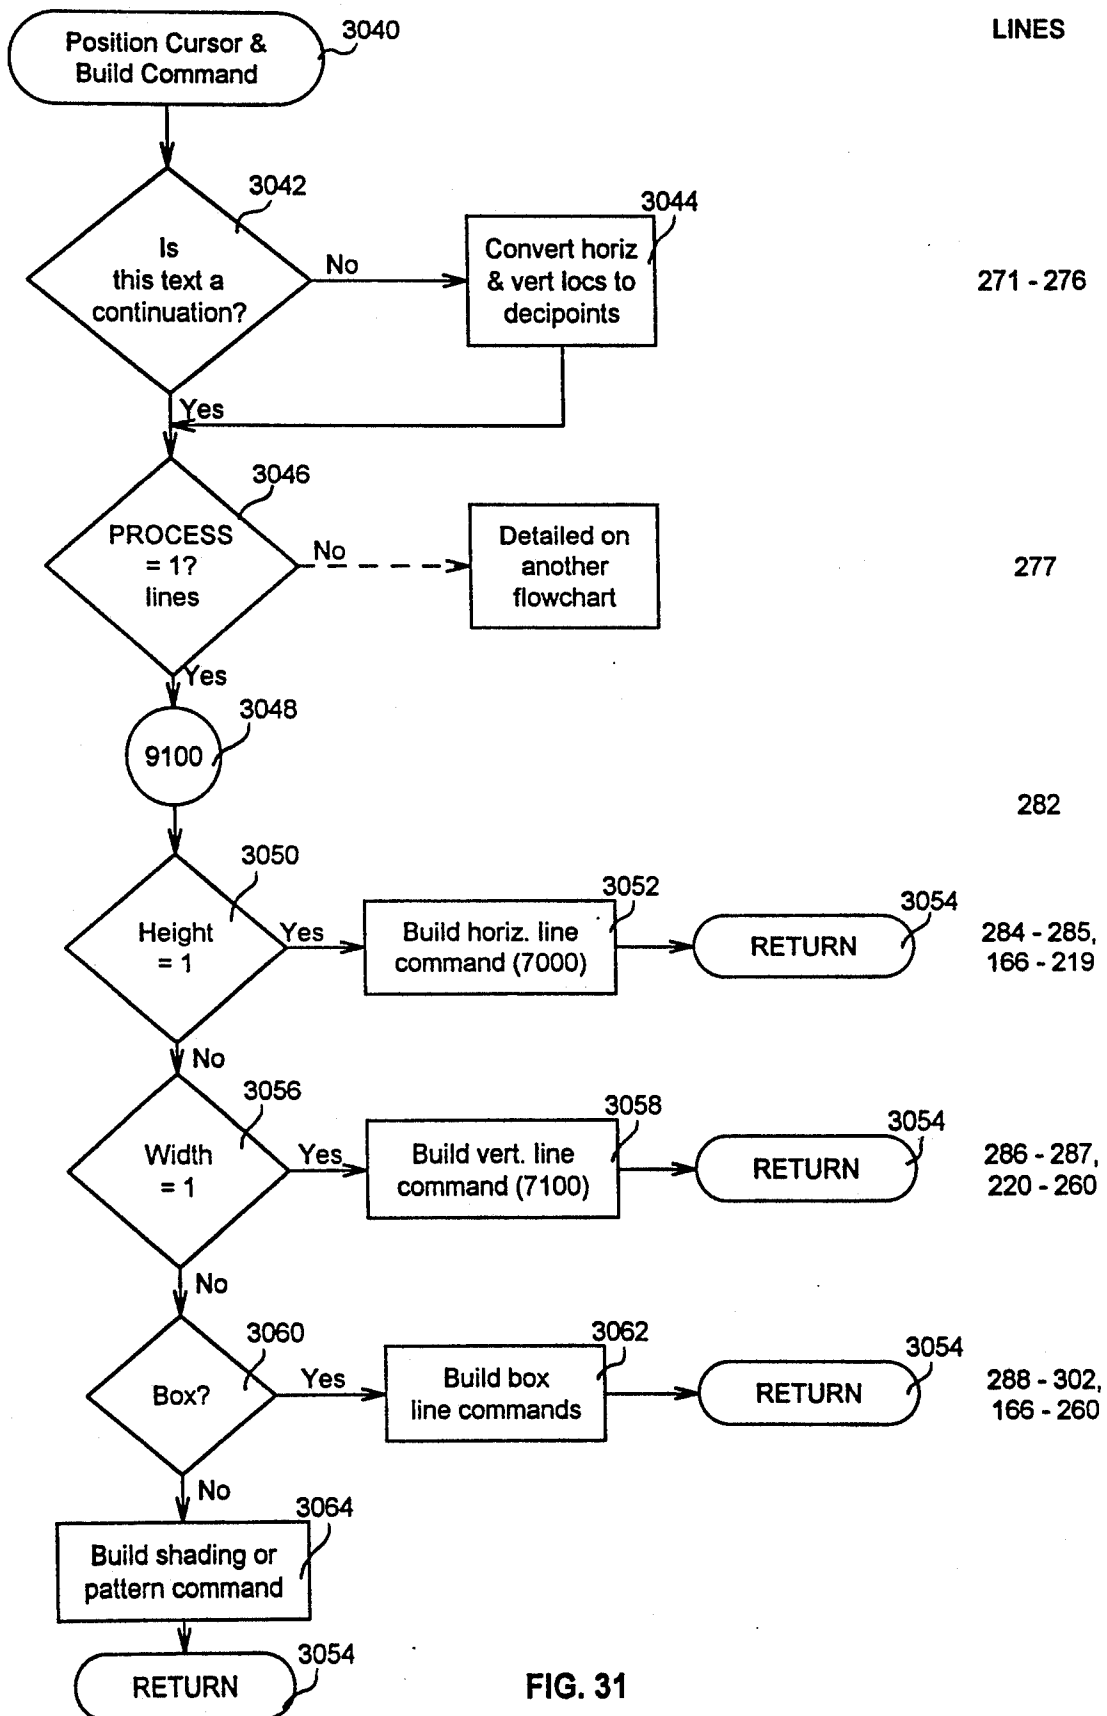 Position Cursor &
Build Command
3040
LINES
3042
Is
this text a
continuation?
No
3044
Convert horiz
& vert locs to
decipoints
271 - 276
Yes
3046
PROCESS
= 1?
lines
No
Detailed on
another
flowchart
277
Yes
3048
9100
282
3050
Height
= 1
Yes
3052
Build horiz. line
command (7000)
3054
RETURN
284 - 285,
166 - 219
No
3056
Width
= 1
Yes
3058
Build vert. line
command (7100)
3054
RETURN
286 - 287,
220 - 260
No
3060
Box?
Yes
3062
Build box
line commands
3054
RETURN
288 - 302,
166 - 260
No
3064
Build shading or
pattern command
3054
RETURN
FIG. 31